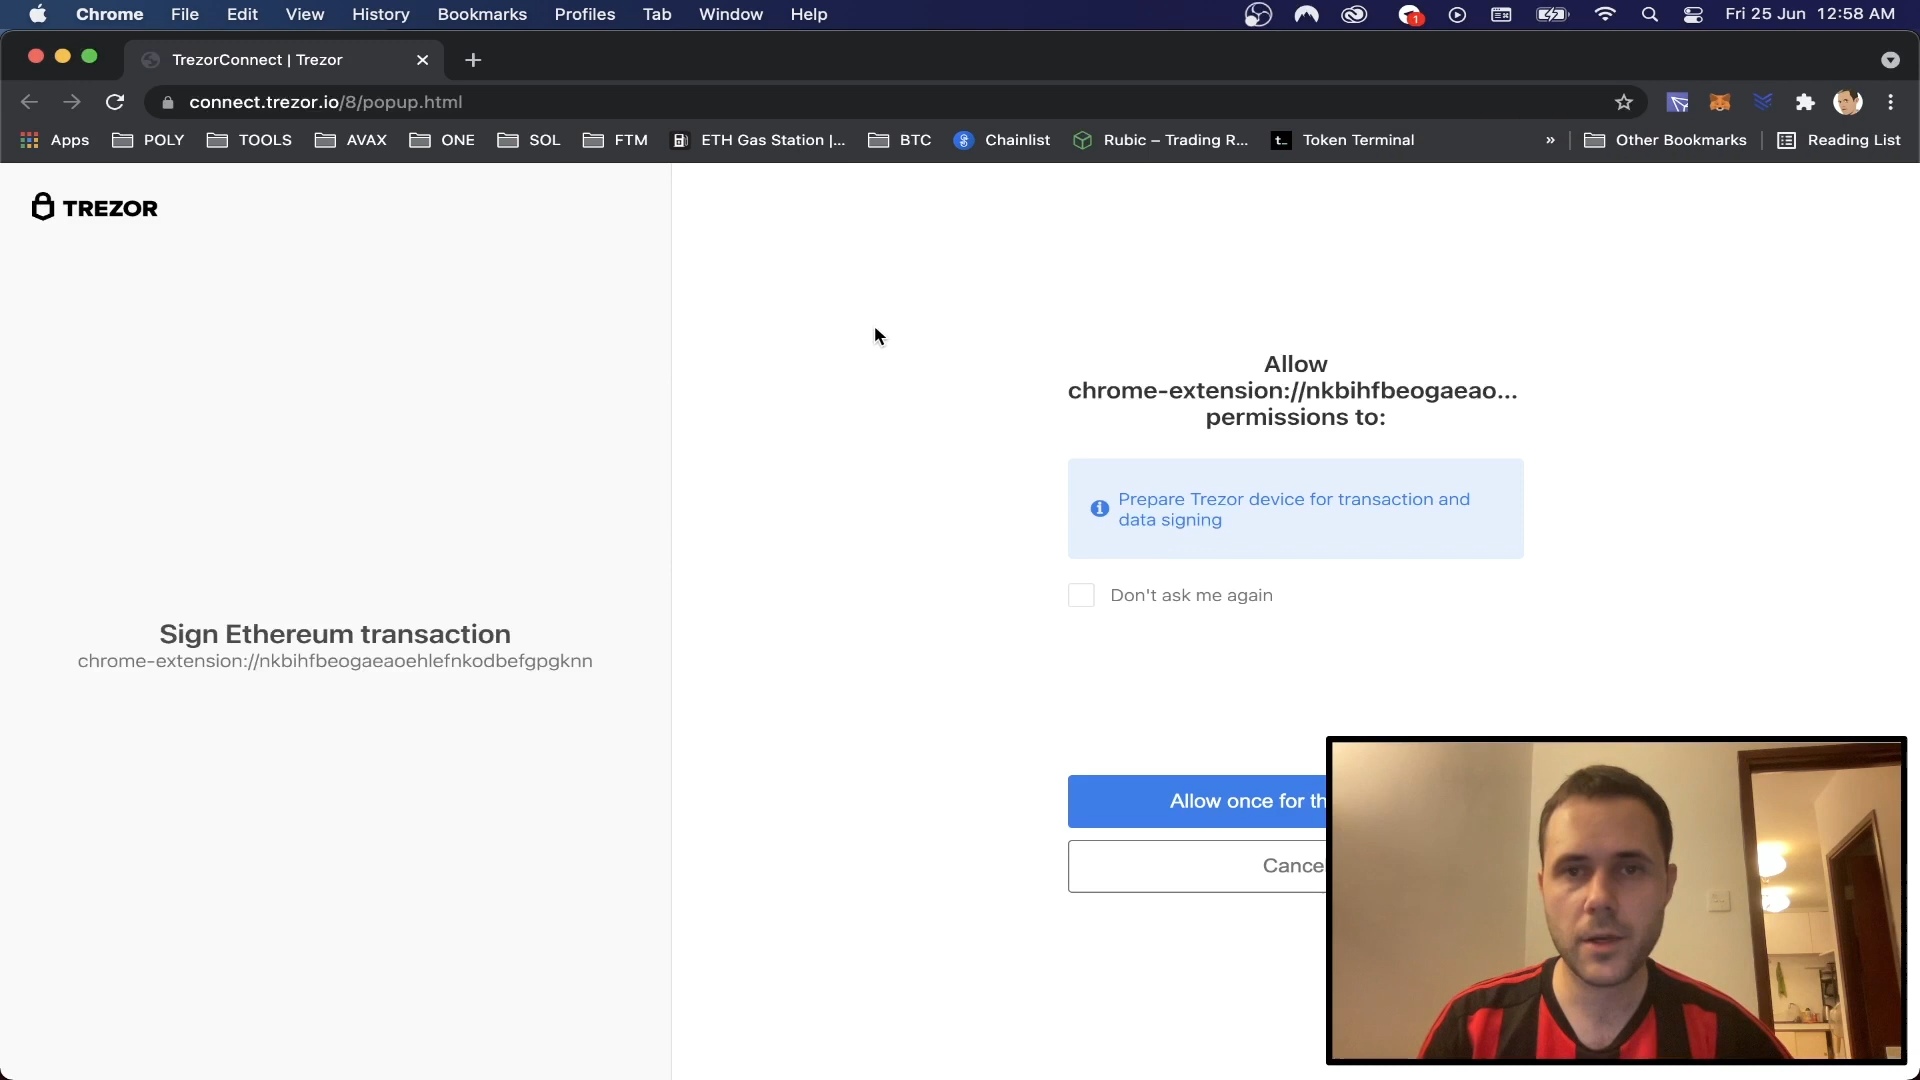 Chrome File Edit View History Bookmarks Profiles Tab Window Help 1 Fri 25 Jun 12:58 AM
TrezorConnect | Trezor
connect.trezor.io/8/popup.html
Apps POLY TOOLS AVAX ONE SOL FTM ETH Gas Station |... BTC Chainlist Rubic – Trading R... t_ Token Terminal » Other Bookmarks Reading List
TREZOR
Allow
chrome-extension://nkbihfbeogaeao...
permissions to:
Prepare Trezor device for transaction and
data signing
Don't ask me again
Sign Ethereum transaction
chrome-extension://nkbihfbeogaeaoehlefnkodbefgpgknn
Allow once for th
Cance